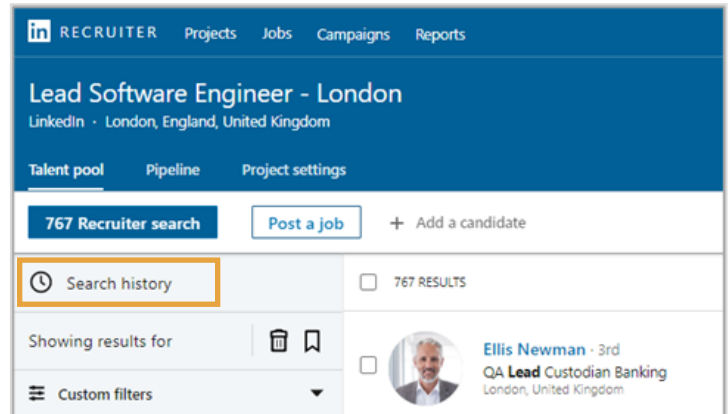 in RECRUITER Projects Jobs Campaigns Reports
Lead Software Engineer - London
LinkedIn · London, England, United Kingdom
Talent pool Pipeline Project settings
767 Recruiter search Post a job + Add a candidate
Search history
767 RESULTS
Showing results for
Custom filters
Ellis Newman · 3rd
QA Lead Custodian Banking
London, United Kingdom